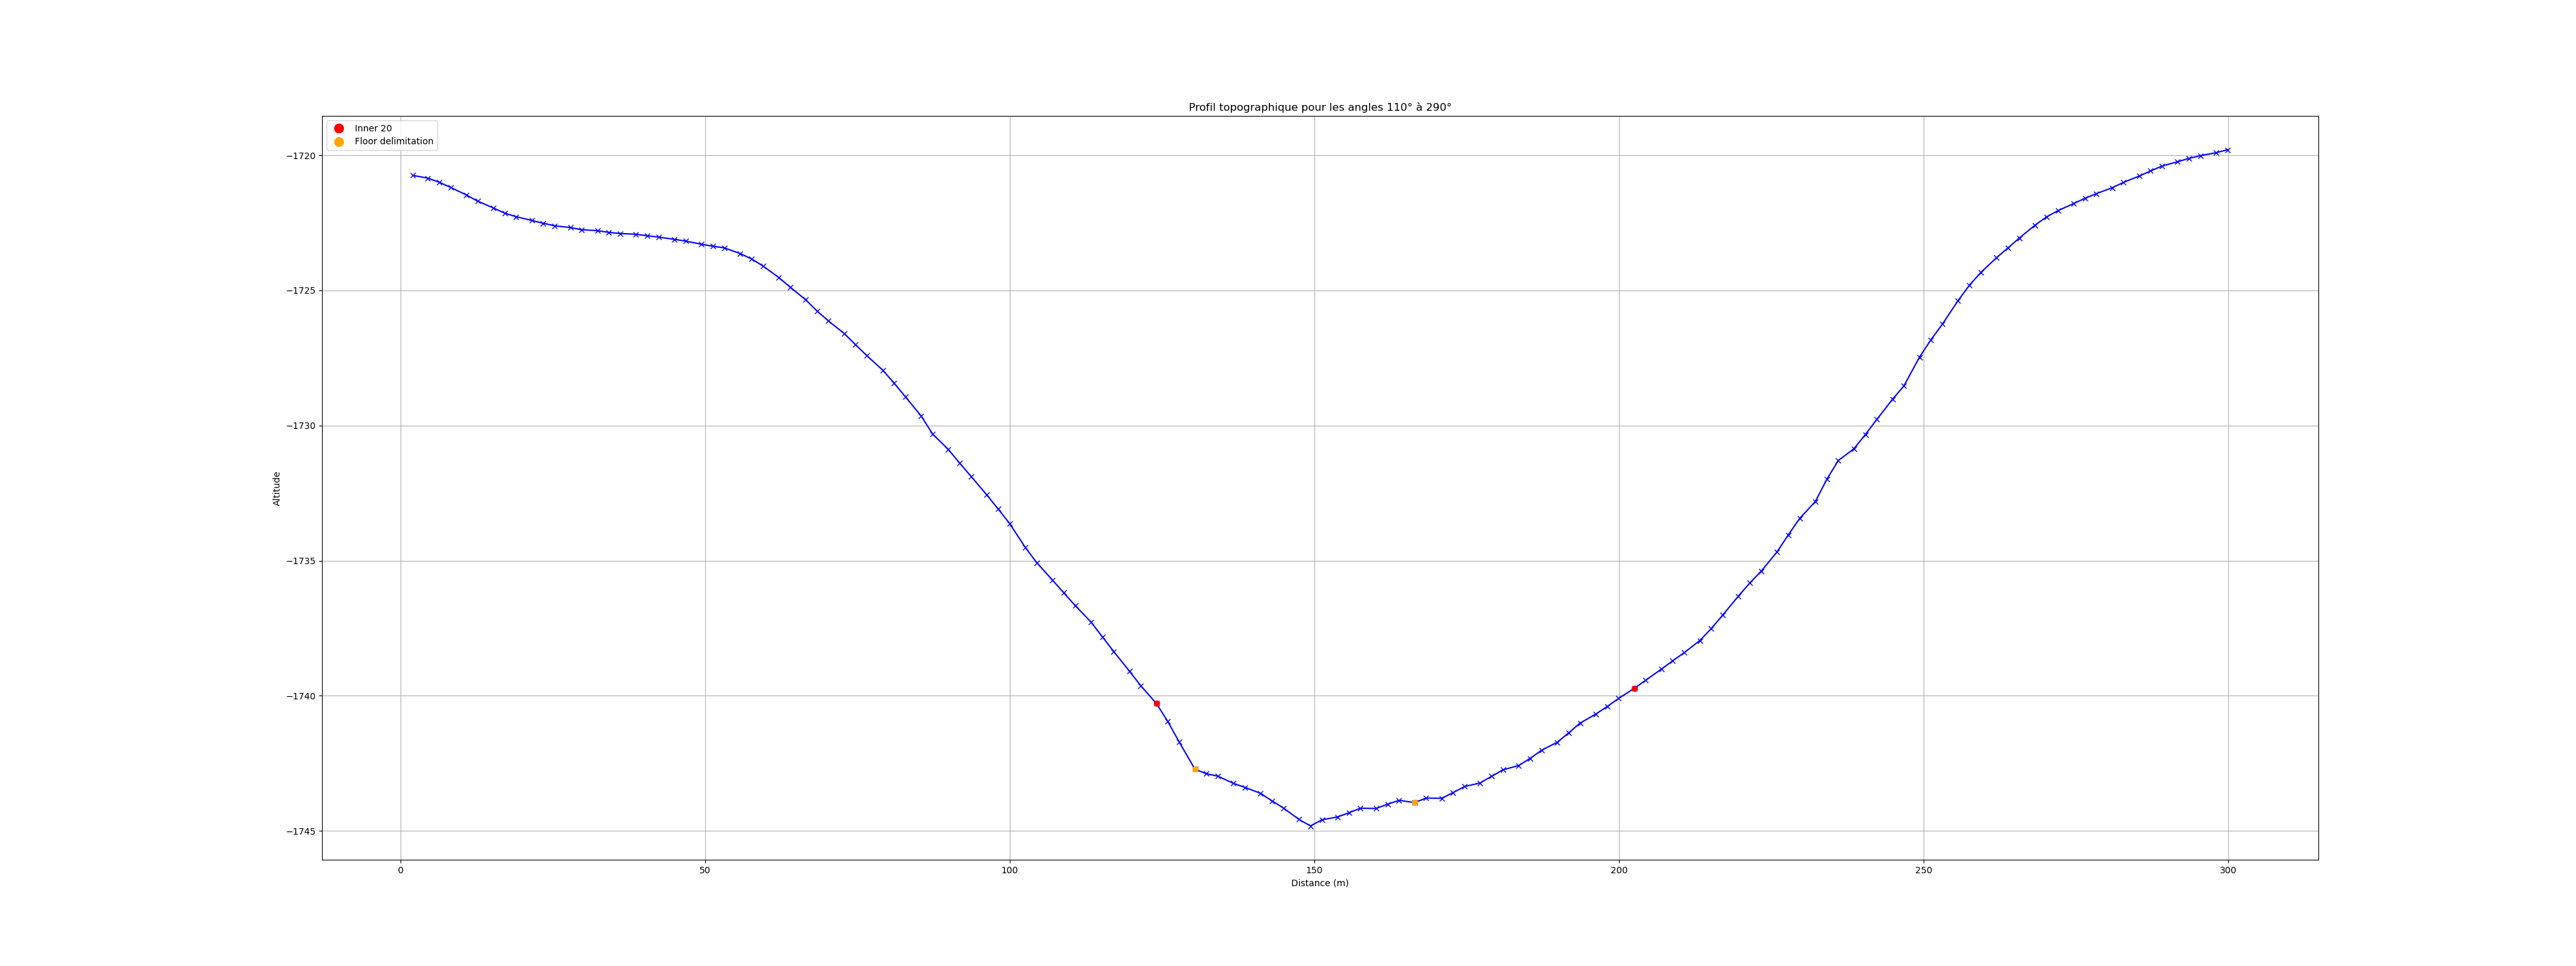 Profil topographique pour les angles 110° à 290°
Inner 20
Floor delimitation
−1720
−1725
−1730
−1735
−1740
−1745
Altitude
0 50 100 150 200 250 300
Distance (m)